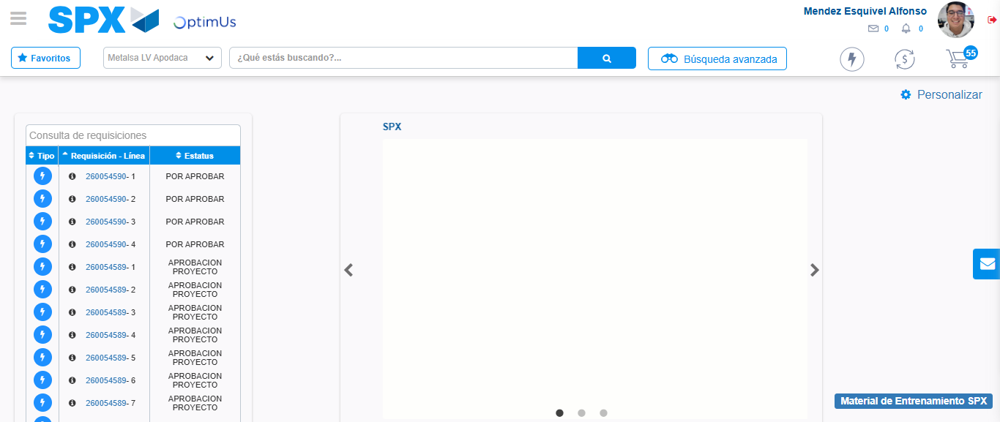 SPX
OptimUs
Mendez Esquivel Alfonso
0
0
Favoritos
Metalsa LV Apodaca
¿Qué estás buscando?...
Búsqueda avanzada
$
55
Personalizar
Consulta de requisiciones
Tipo
Requisición - Línea
Estatus
260054590- 1
POR APROBAR
260054590- 2
POR APROBAR
260054590- 3
POR APROBAR
260054590- 4
POR APROBAR
260054589- 1
APROBACION
PROYECTO
260054589- 2
APROBACION
PROYECTO
260054589- 3
APROBACION
PROYECTO
260054589- 4
APROBACION
PROYECTO
260054589- 5
APROBACION
PROYECTO
260054589- 6
APROBACION
PROYECTO
260054589- 7
APROBACION
PROYECTO
SPX
Material de Entrenamiento SPX